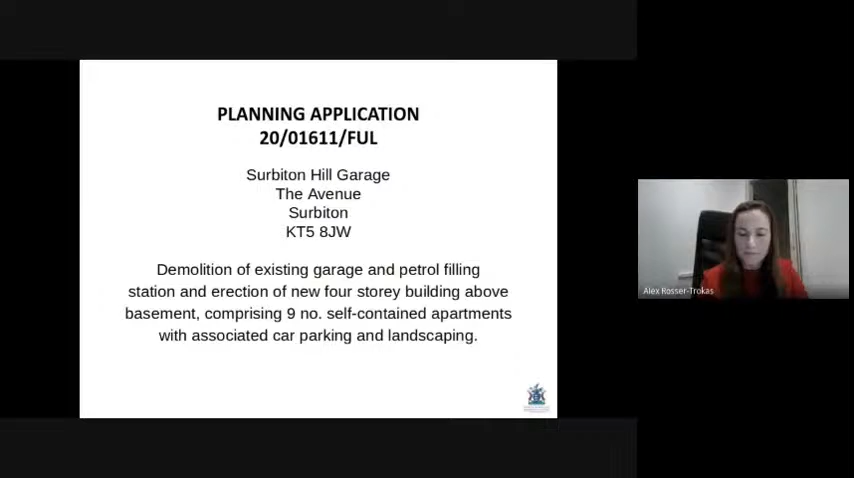 PLANNING APPLICATION
20/01611/FUL
Surbiton Hill Garage
The Avenue
Surbiton
KT5 8JW
Demolition of existing garage and petrol filling
station and erection of new four storey building above
basement, comprising 9 no. self-contained apartments
with associated car parking and landscaping.
Alex Rosser-Trokas